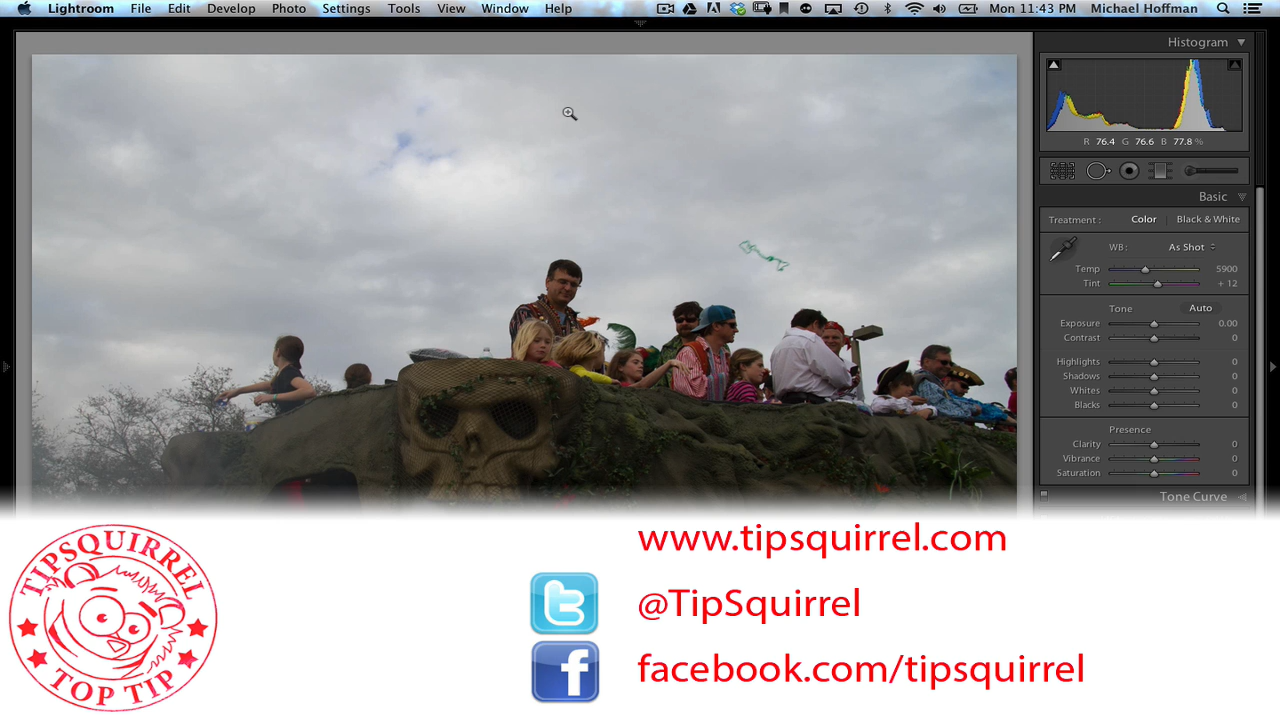 Lightroom File Edit Develop Photo Settings Tools View Window Help Mon 11:43 PM Michael Hoffman
Histogram
R 76.4 G 76.6 B 77.8 %
Basic
Treatment : Color Black & White
WB: As Shot
Temp 5900
Tint + 12
Tone Auto
Exposure 0.00
Contrast 0
Highlights 0
Shadows 0
Whites 0
Blacks 0
Presence
Clarity 0
Vibrance 0
Saturation 0
Tone Curve
TIPSQUIRREL
TOP TIP
www.tipsquirrel.com
@TipSquirrel
facebook.com/tipsquirrel